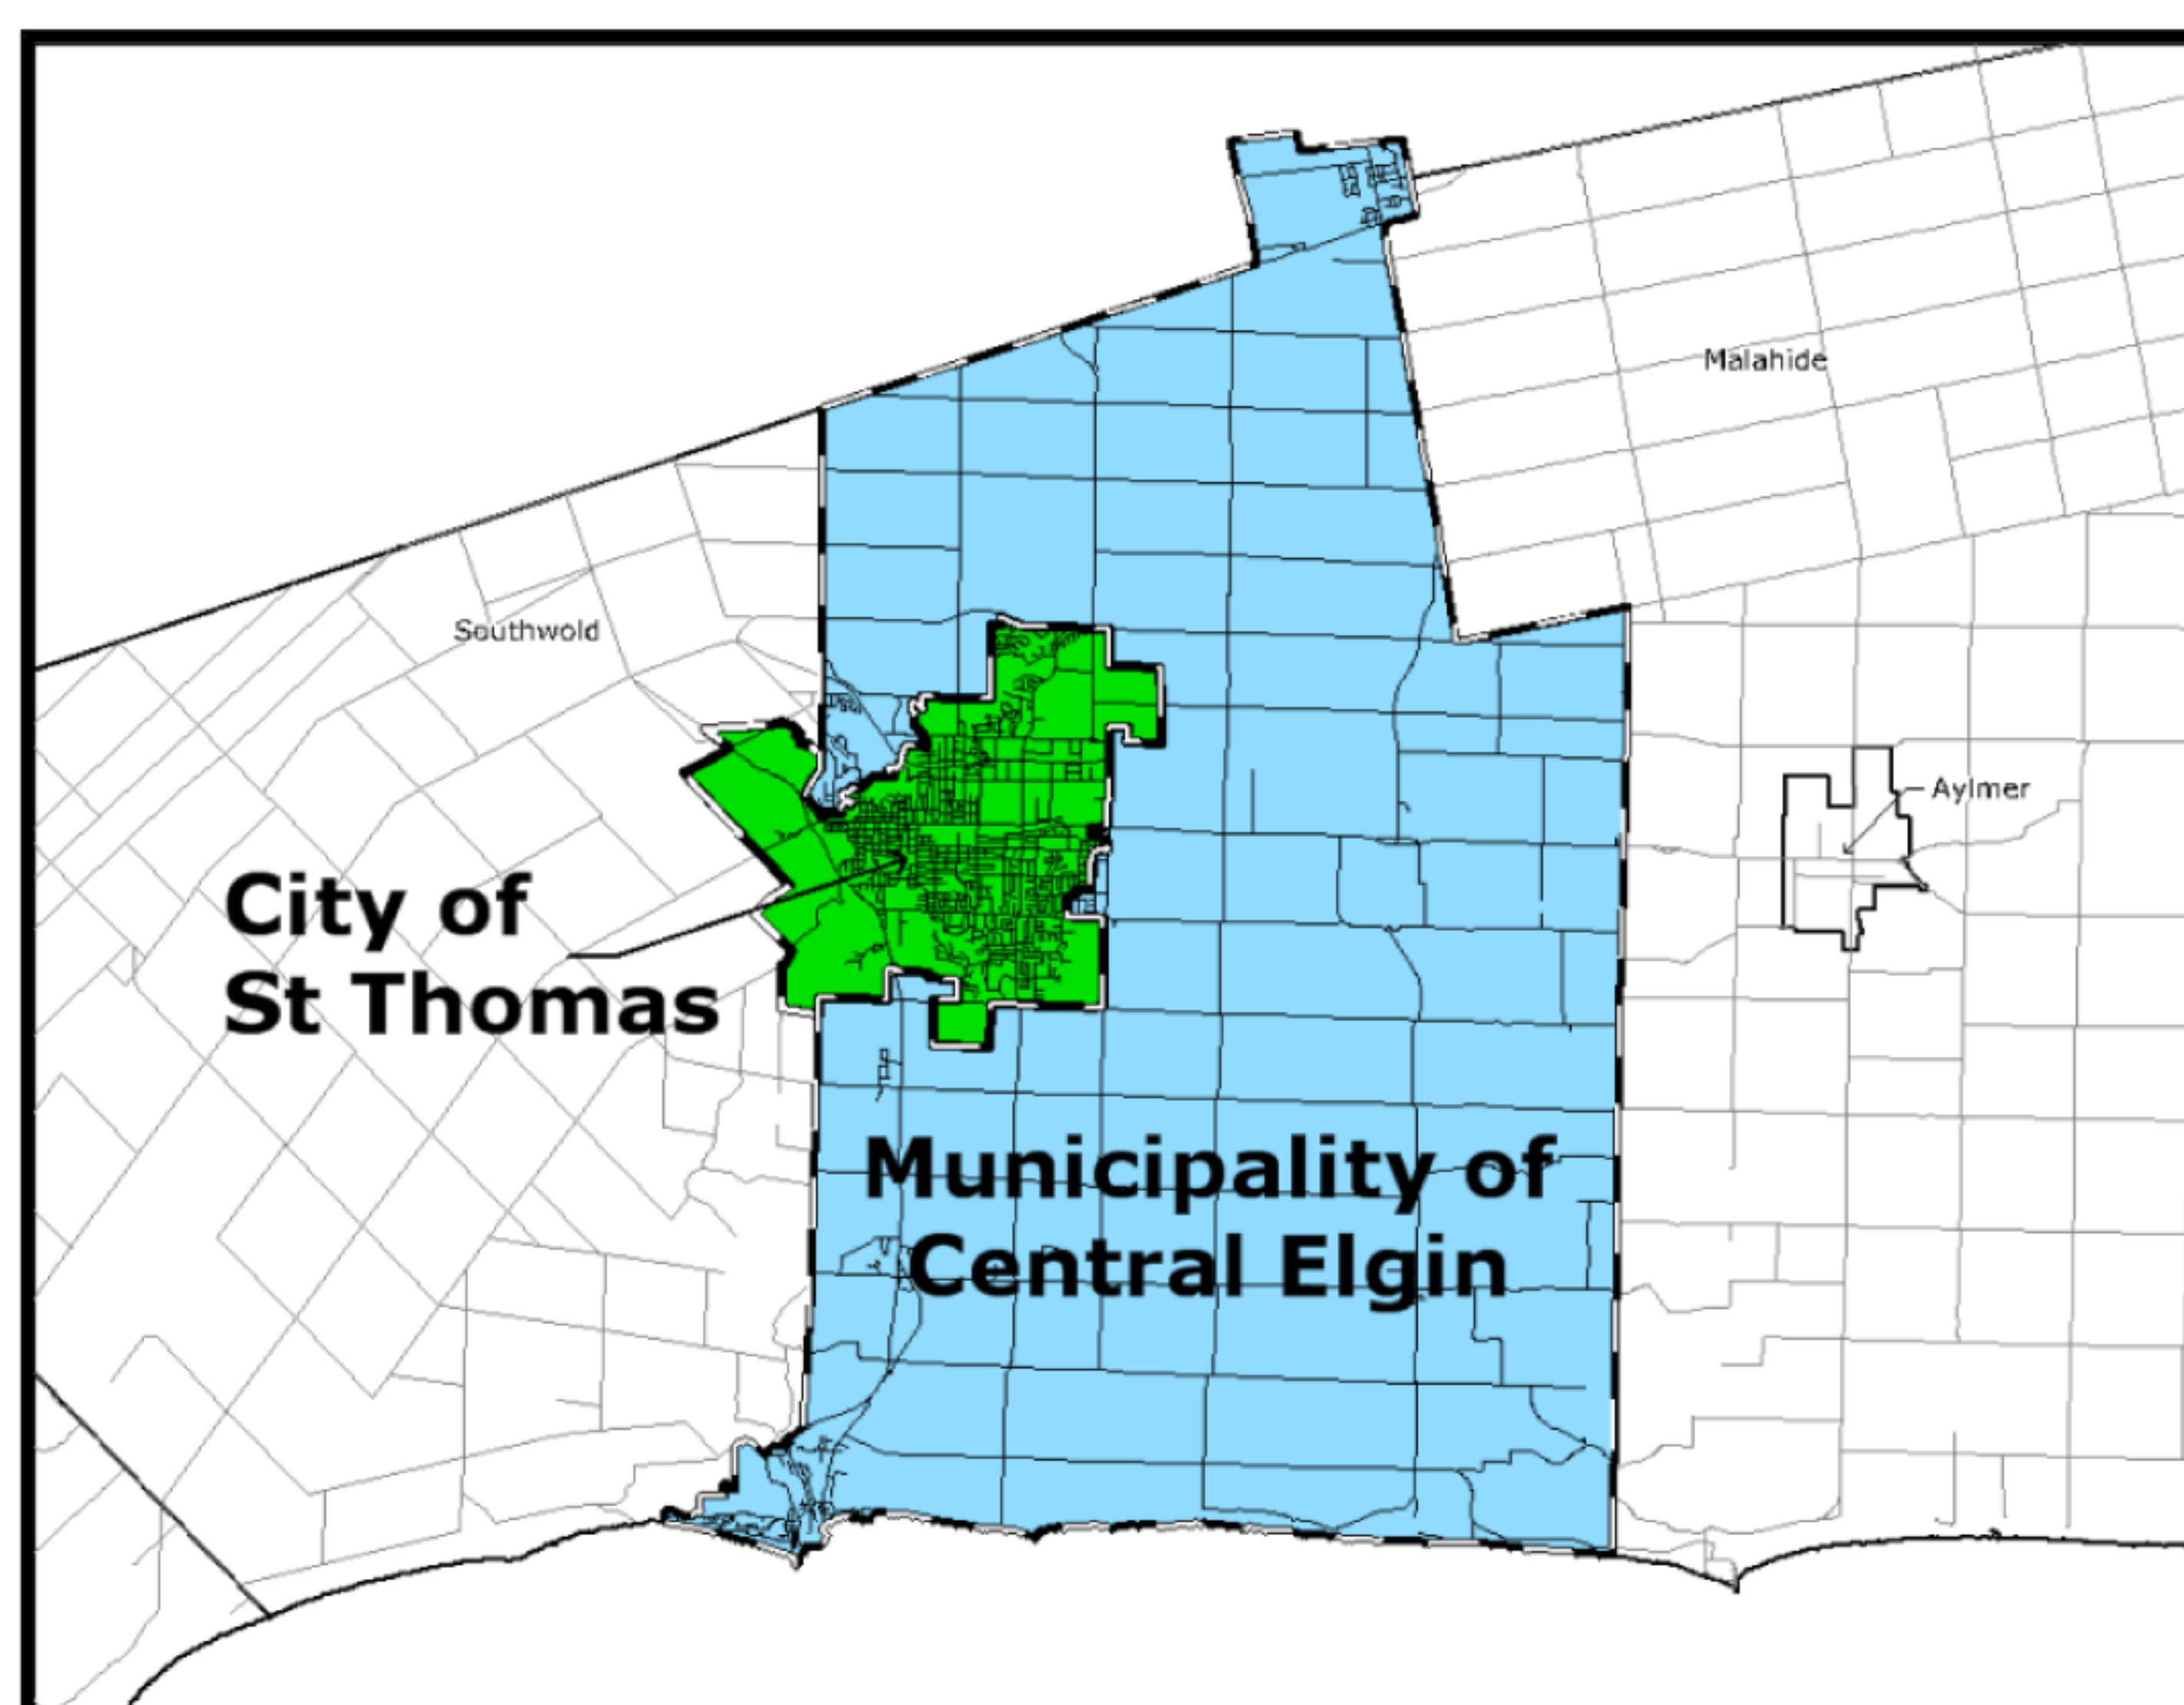 Malahide
Southwold
Aylmer
City of
St Thomas
Municipality of
Central Elgin